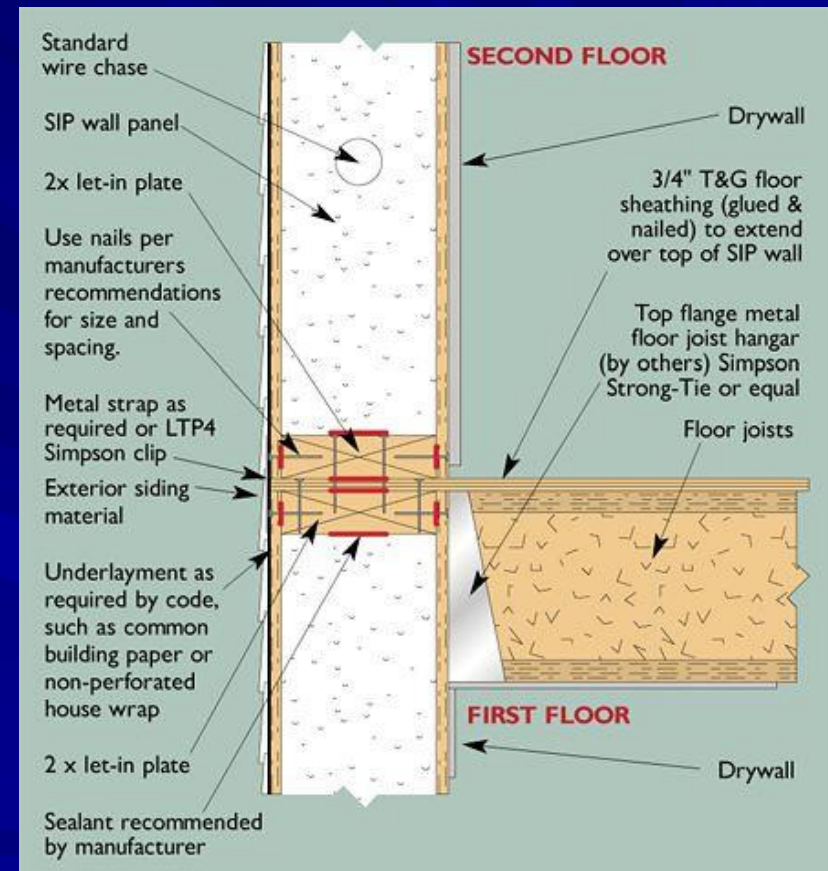 Standard
wire chase
SIP wall panel
2x let-in plate
Use nails per
manufacturers
recommendations
for size and
spacing.
Metal strap as
required or LTP4
Simpson clip
Exterior siding
material
Underlayment as
required by code,
such as common
building paper or
non-perforated
house wrap
2 x let-in plate
Sealant recommended
by manufacturer
SECOND FLOOR
Drywall
3/4" T&G floor
sheathing (glued &
nailed) to extend
over top of SIP wall
Top flange metal
floor joist hangar
(by others) Simpson
Strong-Tie or equal
Floor joists
FIRST FLOOR
Drywall